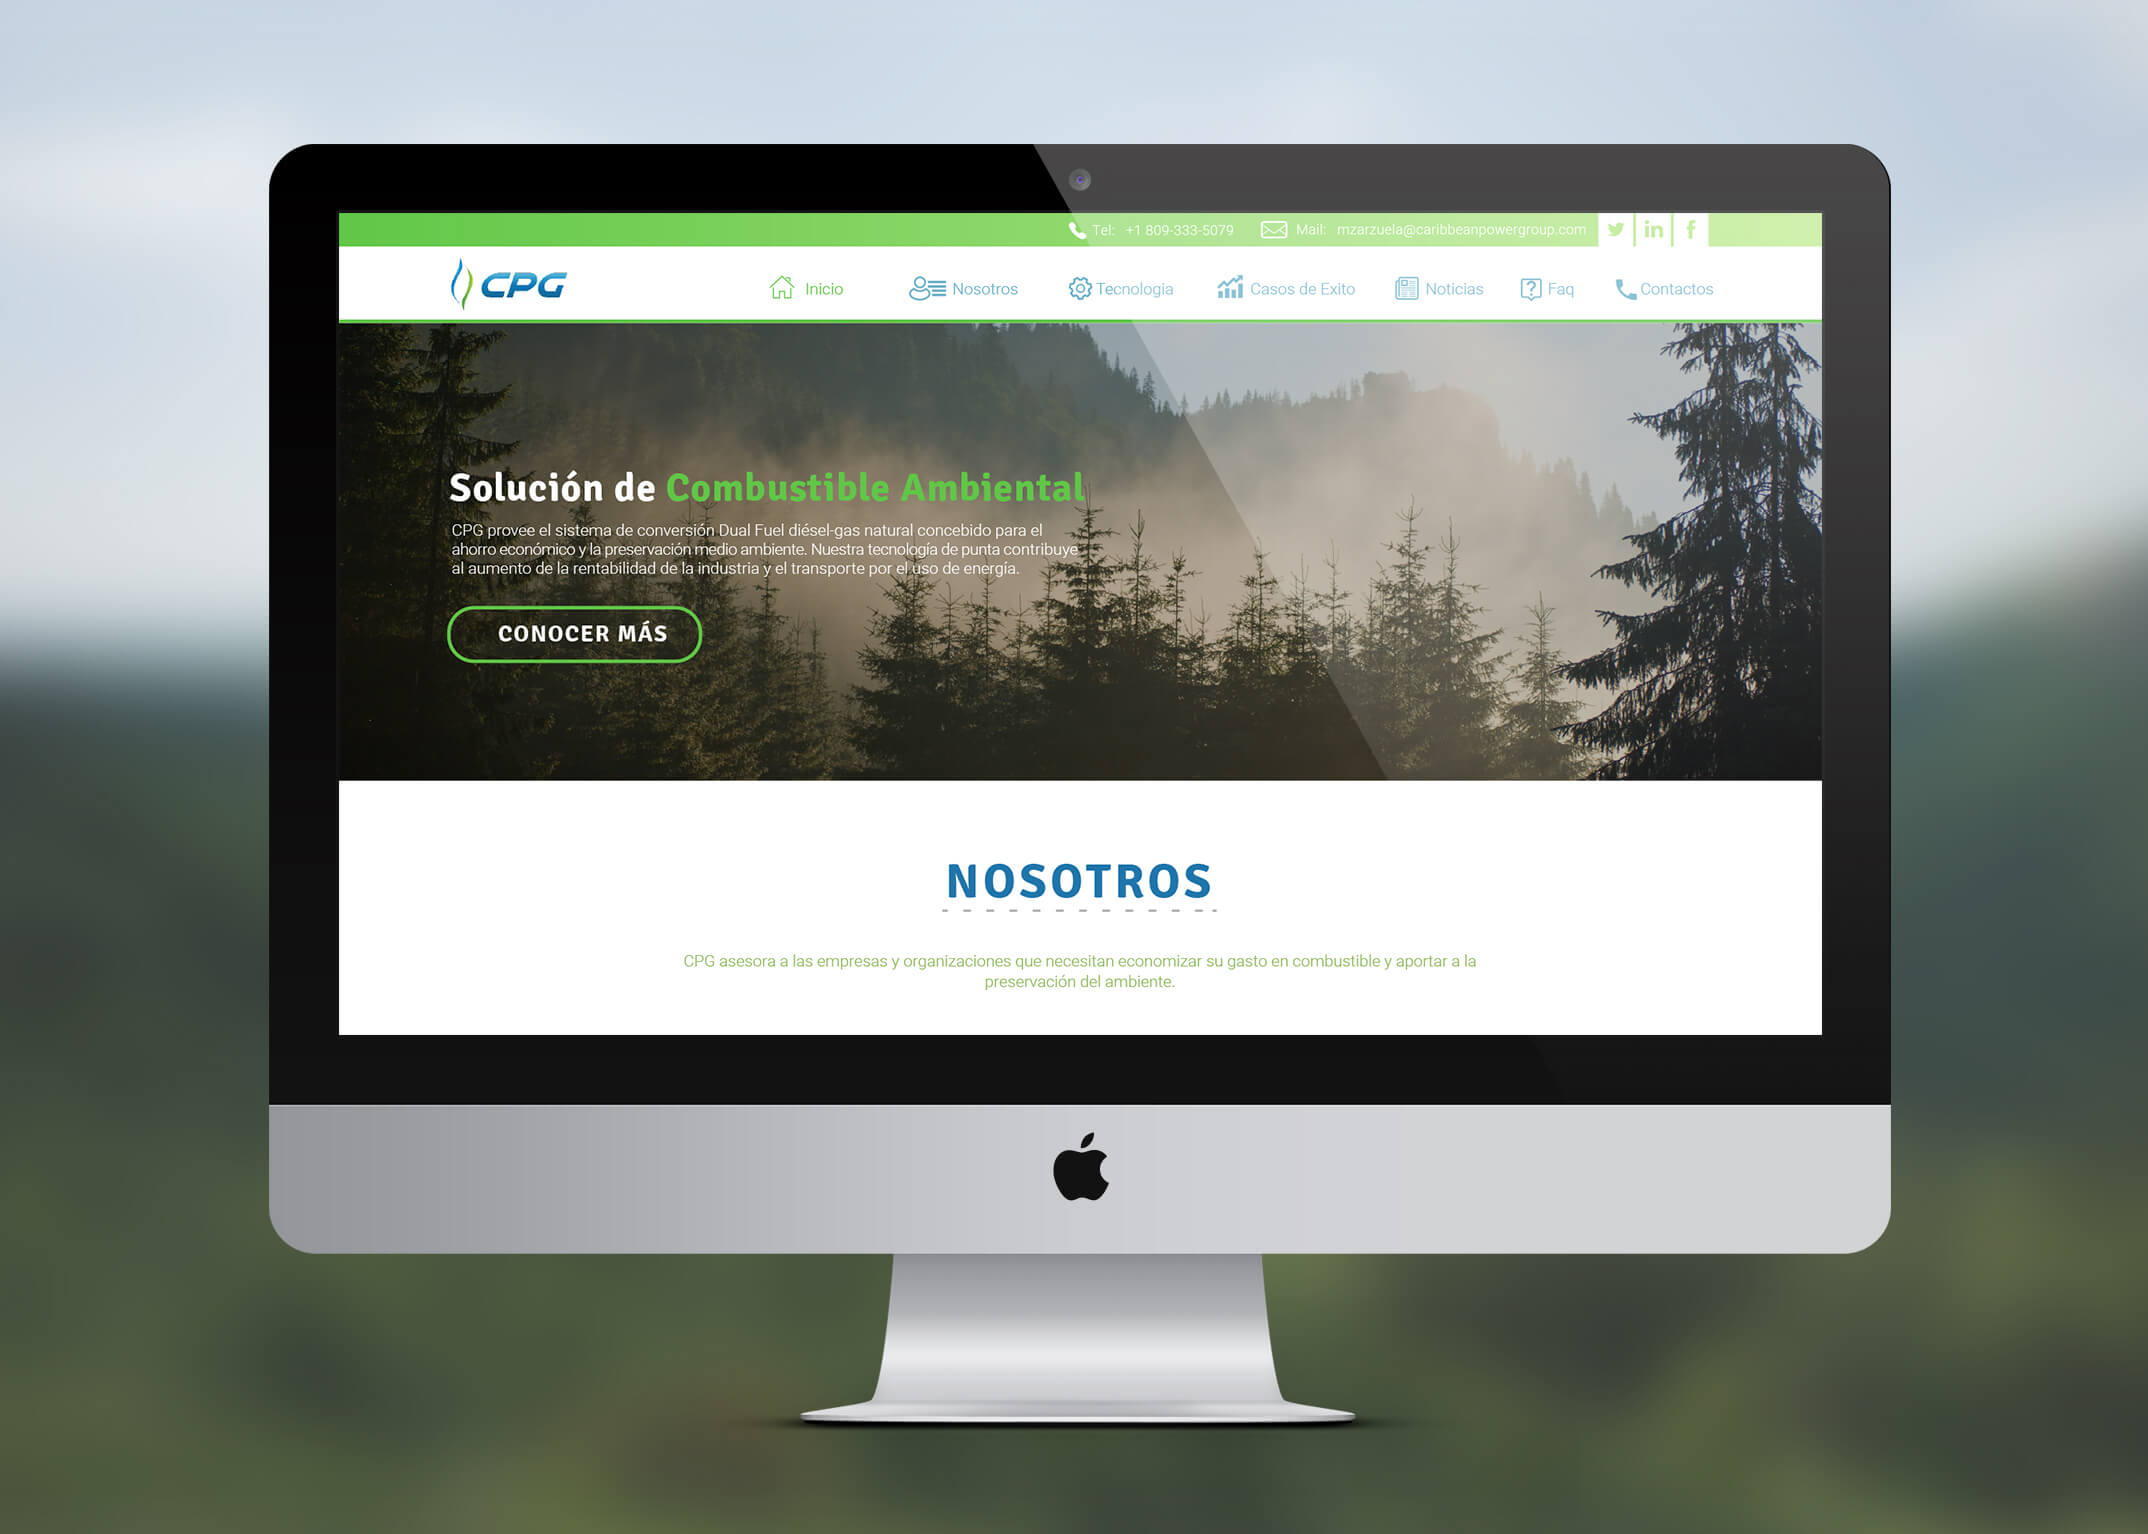 Tel: +1 809-333-5079 Mail: mzarzuela@caribbeanpowergroup.com in f
CPG Inicio Nosotros Tecnologia Casos de Exito Noticias Faq Contactos
Solución de Combustible Ambiental
CPG provee el sistema de conversión Dual Fuel diésel-gas natural concebido para el
ahorro económico y la preservación medio ambiente. Nuestra tecnología de punta contribuye
al aumento de la rentabilidad de la industria y el transporte por el uso de energía.
CONOCER MÁS
NOSOTROS
CPG asesora a las empresas y organizaciones que necesitan economizar su gasto en combustible y aportar a la
preservación del ambiente.